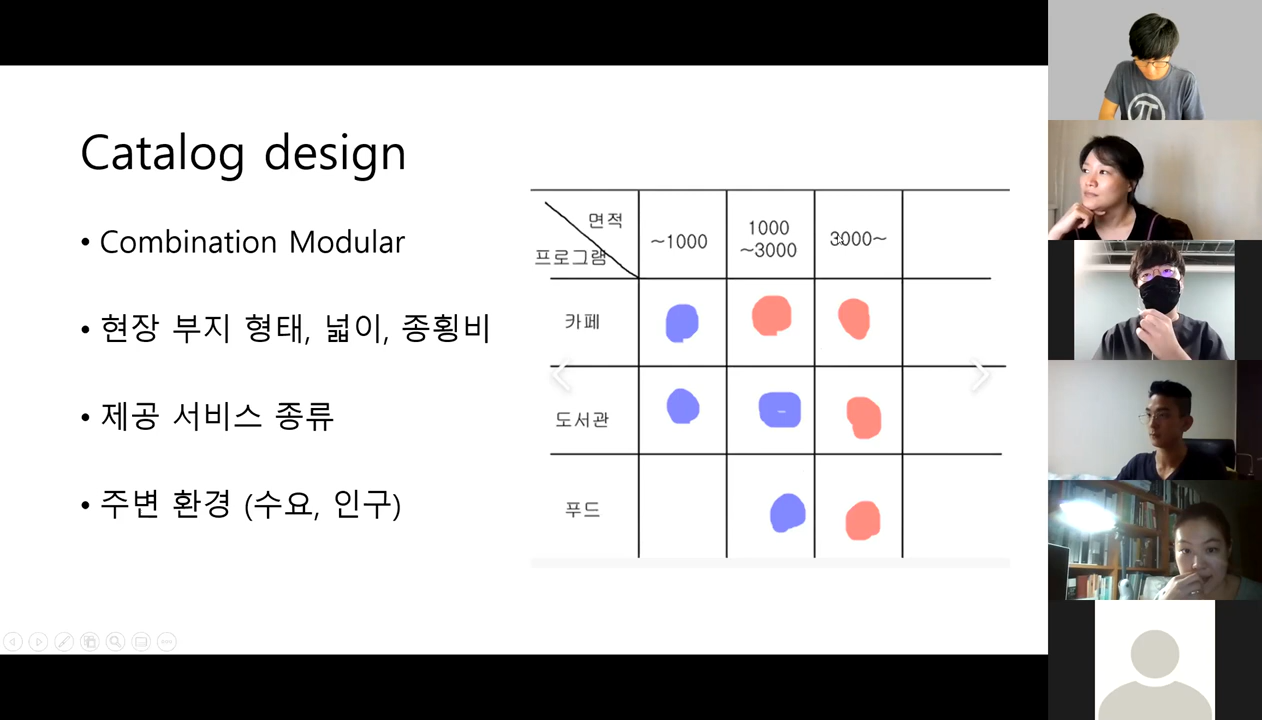 Catalog design
• Combination Modular
• 현장 부지 형태, 넓이, 종횡비
• 제공 서비스 종류
• 주변 환경 (수요, 인구)
면적
프로그램
~1000
1000
~3000
3000~
카페
도서관
푸드
π